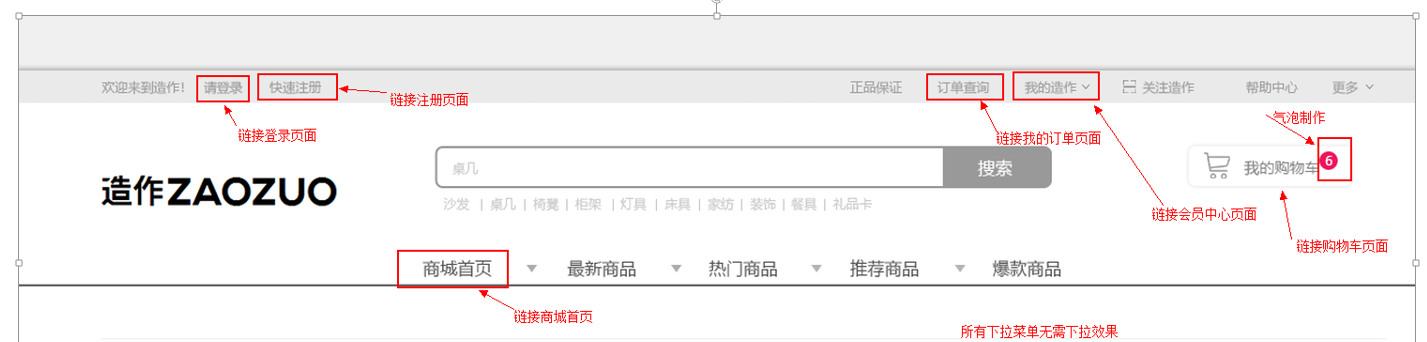 欢迎来到造作! 请登录 快速注册 正品保证 订单查询 我的造作 关注造作 帮助中心 更多
链接注册页面
气泡制作
链接登录页面
链接我的订单页面
桌几 搜索
我的购物车 6
造作ZAOZUO
沙发 | 桌几 | 椅凳 | 柜架 | 灯具 | 床具 | 家纺 | 装饰 | 餐具 | 礼品卡
链接会员中心页面
链接购物车页面
商城首页 最新商品 热门商品 推荐商品 爆款商品
链接商城首页
所有下拉菜单无需下拉效果